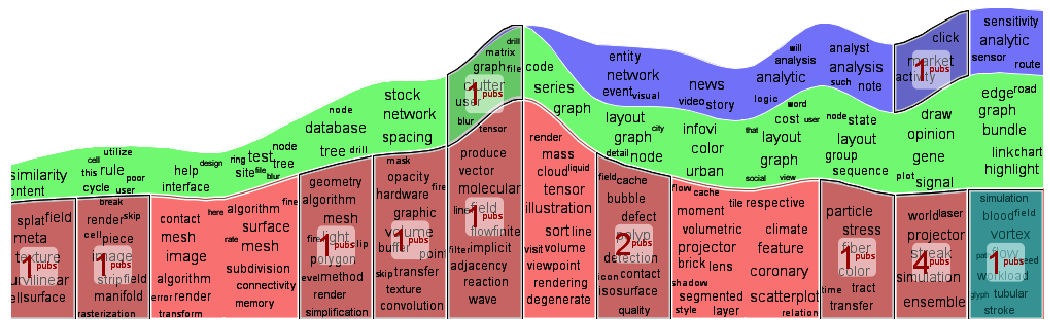 similarity
ontent
utilize
cell
this rule poor
cycle user
help design
interface
ring test node
site file tree
blur
node
database
tree drill
stock
network
spacing
drill
matrix
graph file
clutter
1 pubs
user
blur
code
series
graph
entity
network
event visual
layout
graph city
detail node
news
video story
infovi
color
urban
will
analysis
analytic
logic
word
that cost user
layout
graph
social view
analyst
analysis
such note
node state
layout
group
sequence
click
market
1 pubs
activity
draw
opinion
gene
plot signal
sensitivity
analytic
sensor
route
edge road
graph
bundle
link chart
highlight
splat field
meta
texture
1 pubs
urvilinear
ell surface
break
render skip
cell piece
image
1 pubs
strip field
manifold
rasterization
contact here
mesh
image
algorithm
error render
transform
algorithm fine
surface
rate mesh
subdivision
connectivity
memory
geometry
algorithm
mesh
fire light lip
1 pubs
polygon
evel method
render
simplification
mask
opacity
hardware fire
graphic
volume
1 pubs
buffer
point
skip transfer
texture
convolution
tensor
produce
vector
molecular
line field
1 pubs
flow finite
finite implicit
adjacency
reaction
wave
render
mass
cloud liquid
tensor
illustration
sort line
visit volume
viewpoint
rendering
degenerate
field cache
bubble
defect
polyp
2 pubs
detection
icon contact
isosurface
quality
flow cache
moment
volumetric
projector
brick lens
shadow
segmented
style layer
tile respective
climate
feature
coronary
scatterplot
relation
particle
stress
fiber
1 pubs
color
time tract
transfer
world laser
projector
streak
4 pubs
simulation
ensemble
simulation
blood field
vortex
flow
1 pubs
workload
glyph tubular
stroke